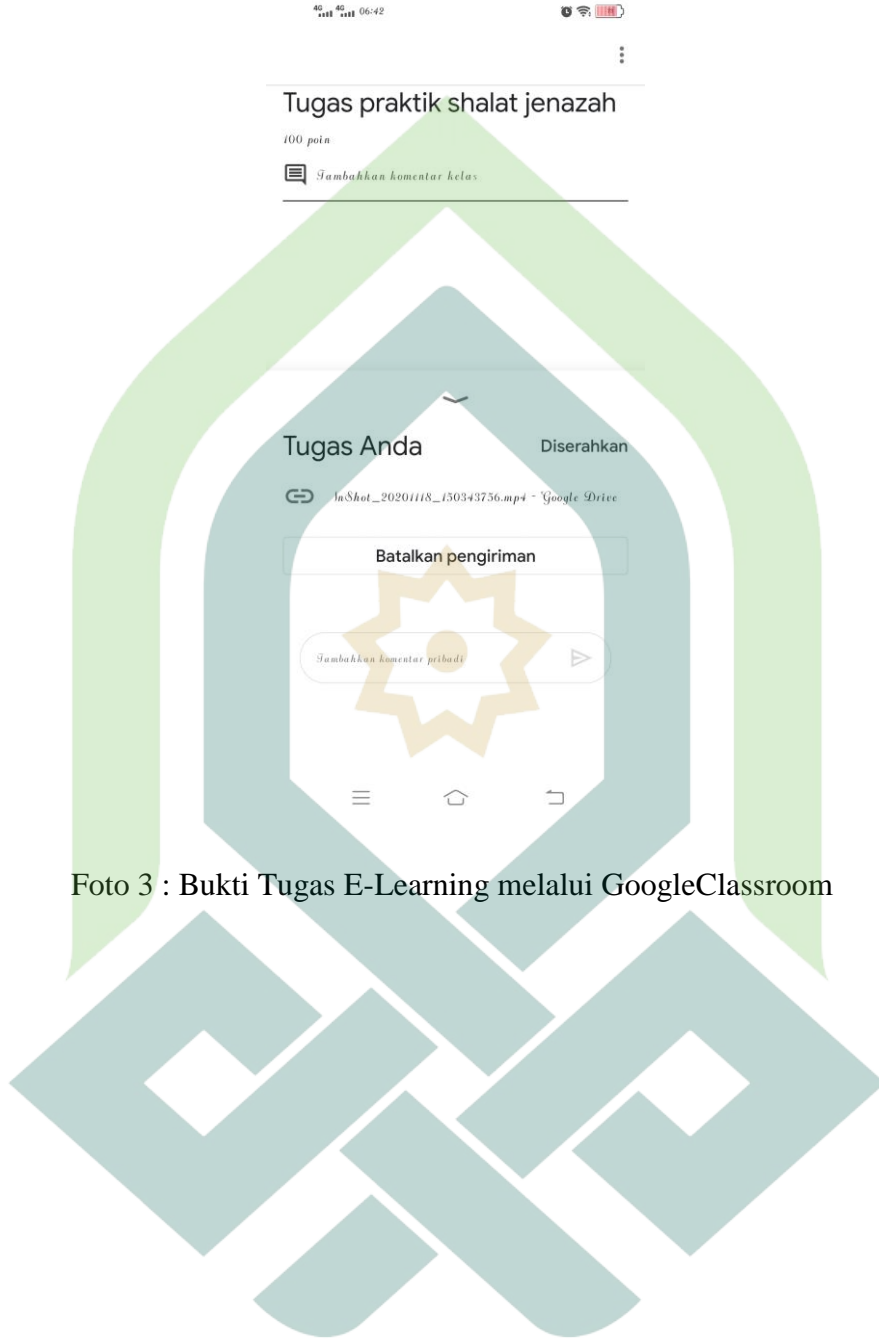 4G 4G 06:42
Tugas praktik shalat jenazah
100 poin
Tambahkan komentar kelas
Tugas Anda
Diserahkan
InShot_20201118_150343756.mp4 - Google Drive
Batalkan pengiriman
Tambahkan komentar pribadi
Foto 3 : Bukti Tugas E-Learning melalui GoogleClassroom